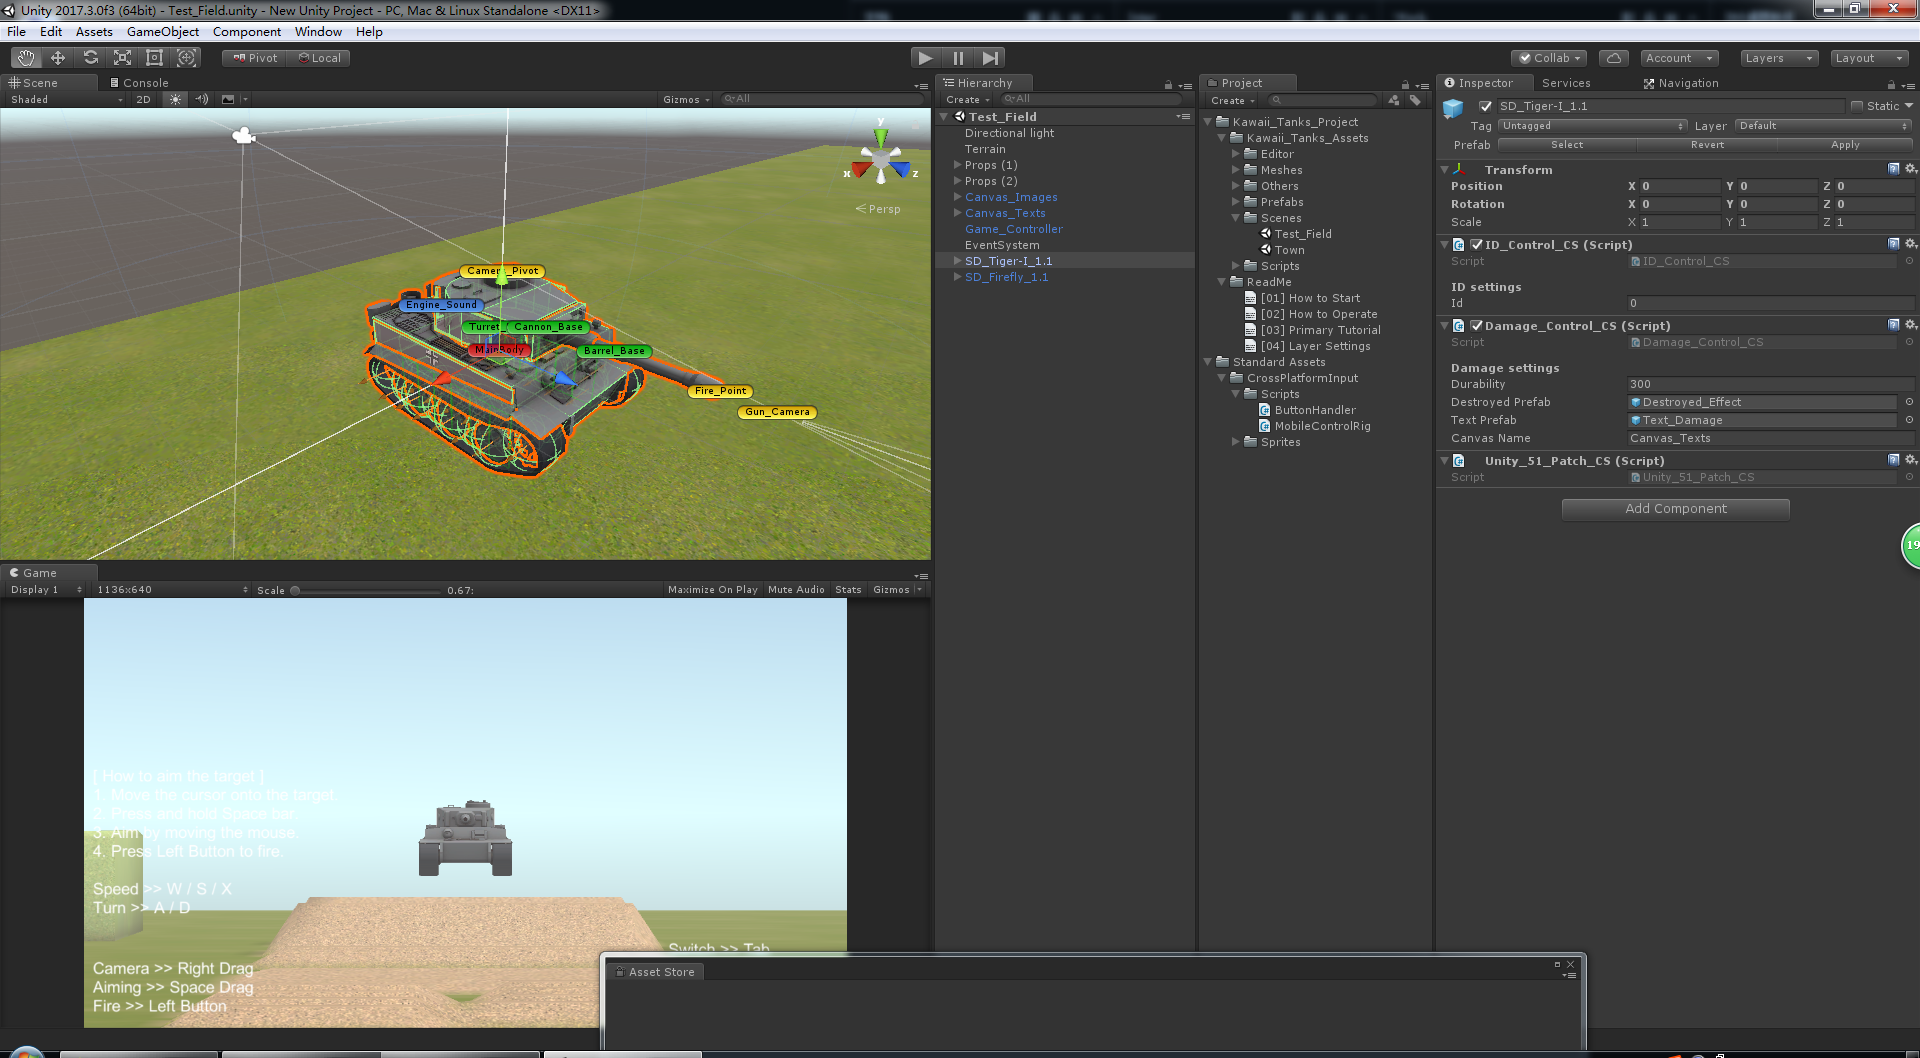 Unity 2017.3.0f3 (64bit) - Test_Field.unity - New Unity Project - PC, Mac & Linux Standalone <DX11>
File Edit Assets GameObject Component Window Help
Pivot Local Collab Account Layers Layout
Scene Console
Shaded 2D Gizmos All
y
x z
Persp
Camera_Pivot
Engine_Sound
Turret_ Cannon_Base
MainBody Barrel_Base
Fire_Point
Gun_Camera
Game
Display 1 1136x640 Scale 0.67: Maximize On Play Mute Audio Stats Gizmos
[ How to aim the target ]
1. Move the cursor onto the target.
2. Press and hold Space bar.
3. Aim by moving the mouse.
4. Press Left Button to fire.
Speed >> W / S / X
Turn >> A / D
Switch >> Tab
Camera >> Right Drag
Aiming >> Space Drag
Fire >> Left Button
Hierarchy
Create All
Test_Field
Directional light
Terrain
Props (1)
Props (2)
Canvas_Images
Canvas_Texts
Game_Controller
EventSystem
SD_Tiger-I_1.1
SD_Firefly_1.1
Project
Create
Kawaii_Tanks_Project
Kawaii_Tanks_Assets
Editor
Meshes
Others
Prefabs
Scenes
Test_Field
Town
Scripts
ReadMe
[01] How to Start
[02] How to Operate
[03] Primary Tutorial
[04] Layer Settings
Standard Assets
CrossPlatformInput
Scripts
ButtonHandler
MobileControlRig
Sprites
Inspector Services Navigation
SD_Tiger-I_1.1 Static
Tag Untagged Layer Default
Prefab Select Revert Apply
Transform
Position X 0 Y 0 Z 0
Rotation X 0 Y 0 Z 0
Scale X 1 Y 1 Z 1
ID_Control_CS (Script)
Script ID_Control_CS
ID settings
Id 0
Damage_Control_CS (Script)
Script Damage_Control_CS
Damage settings
Durability 300
Destroyed Prefab Destroyed_Effect
Text Prefab Text_Damage
Canvas Name Canvas_Texts
Unity_51_Patch_CS (Script)
Script Unity_51_Patch_CS
Add Component
19
Asset Store